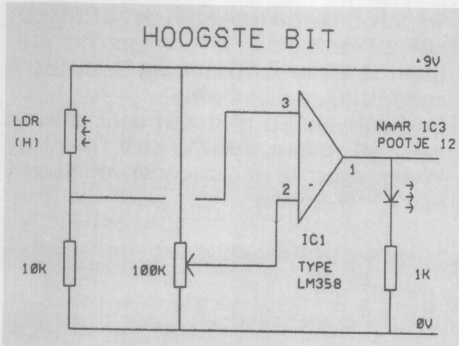 HOOGSTE BIT
+9V
LDR
(H)
3
+
NAAR IC3
POOTJE 12
1
2
-
IC1
TYPE
LM358
10K
100K
1K
0V